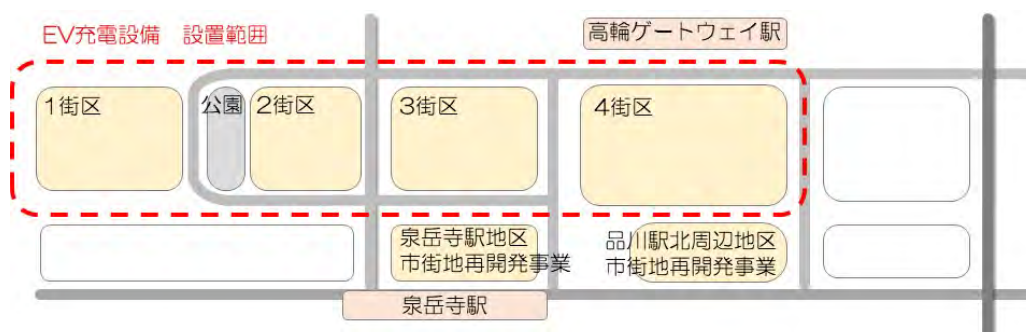 EV充電設備　設置範囲
高輪ゲートウェイ駅
1街区
公園
2街区
3街区
4街区
泉岳寺駅地区
市街地再開発事業
品川駅北周辺地区
市街地再開発事業
泉岳寺駅